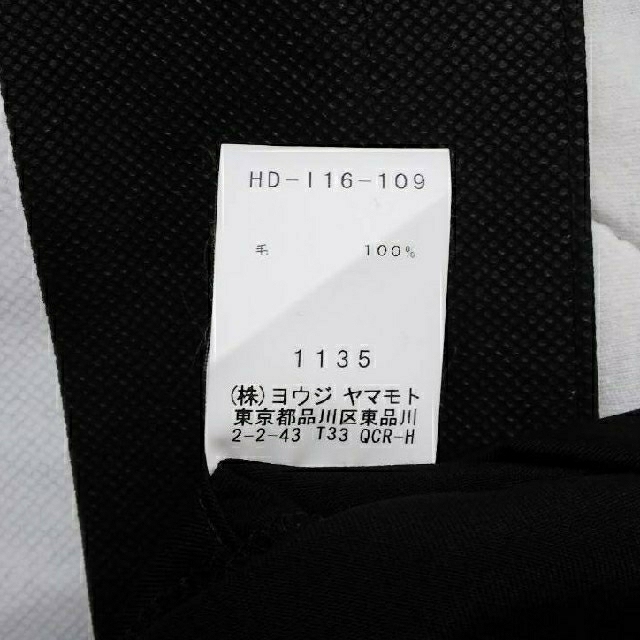 HD-I16-109
毛 100%
1135
(株)ヨウジ ヤマモト
東京都品川区東品川
2-2-43 T33 QCR-H